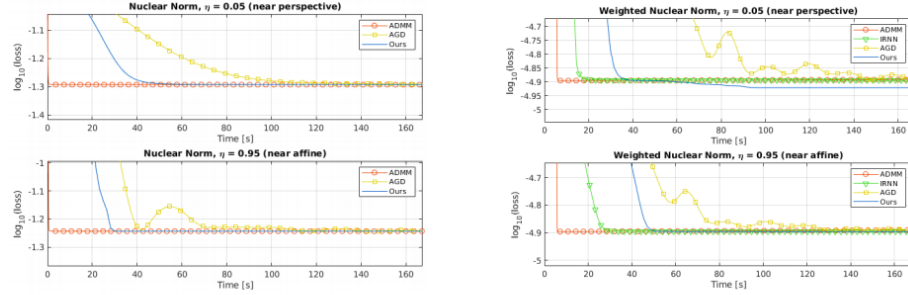 Nuclear Norm, η = 0.05 (near perspective)
log10(loss)
-1.1
-1.2
-1.3
-1.4
0 20 40 60 80 100 120 140 160
Time [s]
ADMM
AGD
Ours
Weighted Nuclear Norm, η = 0.05 (near perspective)
log10(loss)
-4.7
-4.75
-4.8
-4.85
-4.9
-4.95
-5
0 20 40 60 80 100 120 140 160
Time [s]
ADMM
IRNN
AGD
Ours
Nuclear Norm, η = 0.95 (near affine)
log10(loss)
-1
-1.1
-1.2
-1.3
0 20 40 60 80 100 120 140 160
Time [s]
ADMM
AGD
Ours
Weighted Nuclear Norm, η = 0.95 (near affine)
log10(loss)
-4.7
-4.8
-4.9
-5
0 20 40 60 80 100 120 140 160
Time [s]
ADMM
IRNN
AGD
Ours